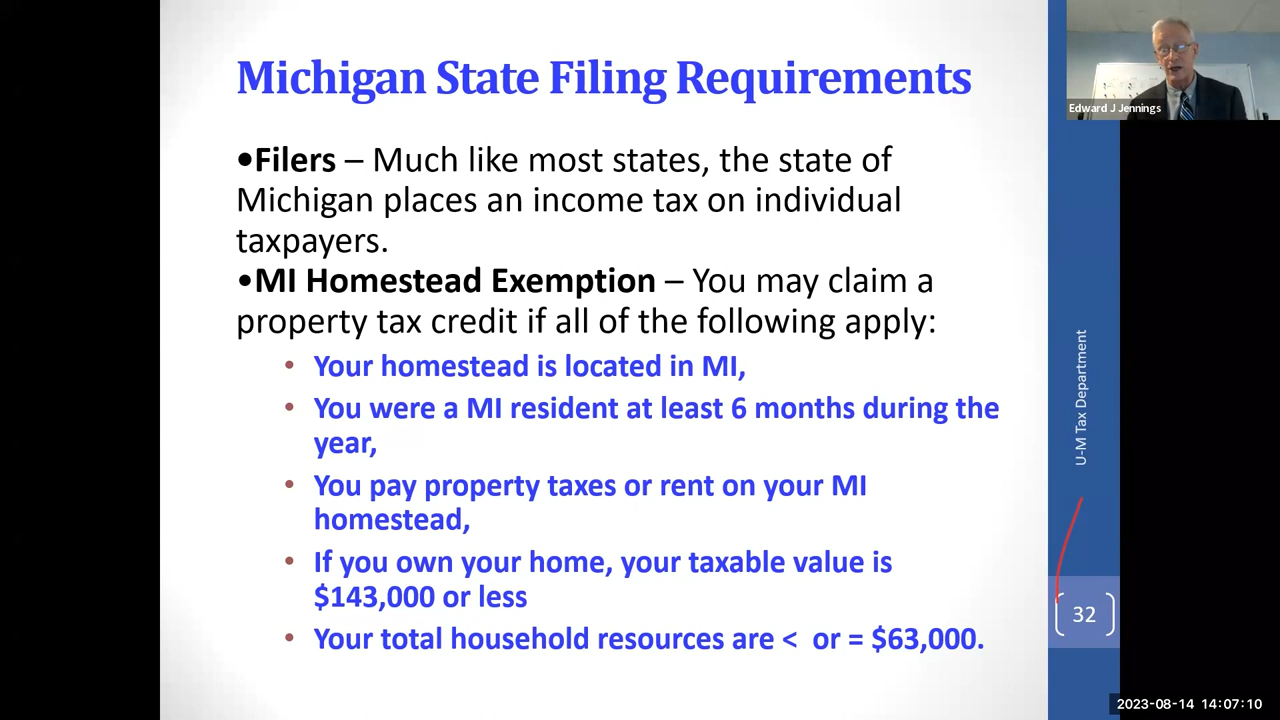 Michigan State Filing Requirements
•Filers – Much like most states, the state of
Michigan places an income tax on individual
taxpayers.
•MI Homestead Exemption – You may claim a
property tax credit if all of the following apply:
• Your homestead is located in MI,
• You were a MI resident at least 6 months during the
year,
• You pay property taxes or rent on your MI
homestead,
• If you own your home, your taxable value is
$143,000 or less
• Your total household resources are < or = $63,000.
U-M Tax Department
32
Edward J Jennings
2023-08-14 14:07:10